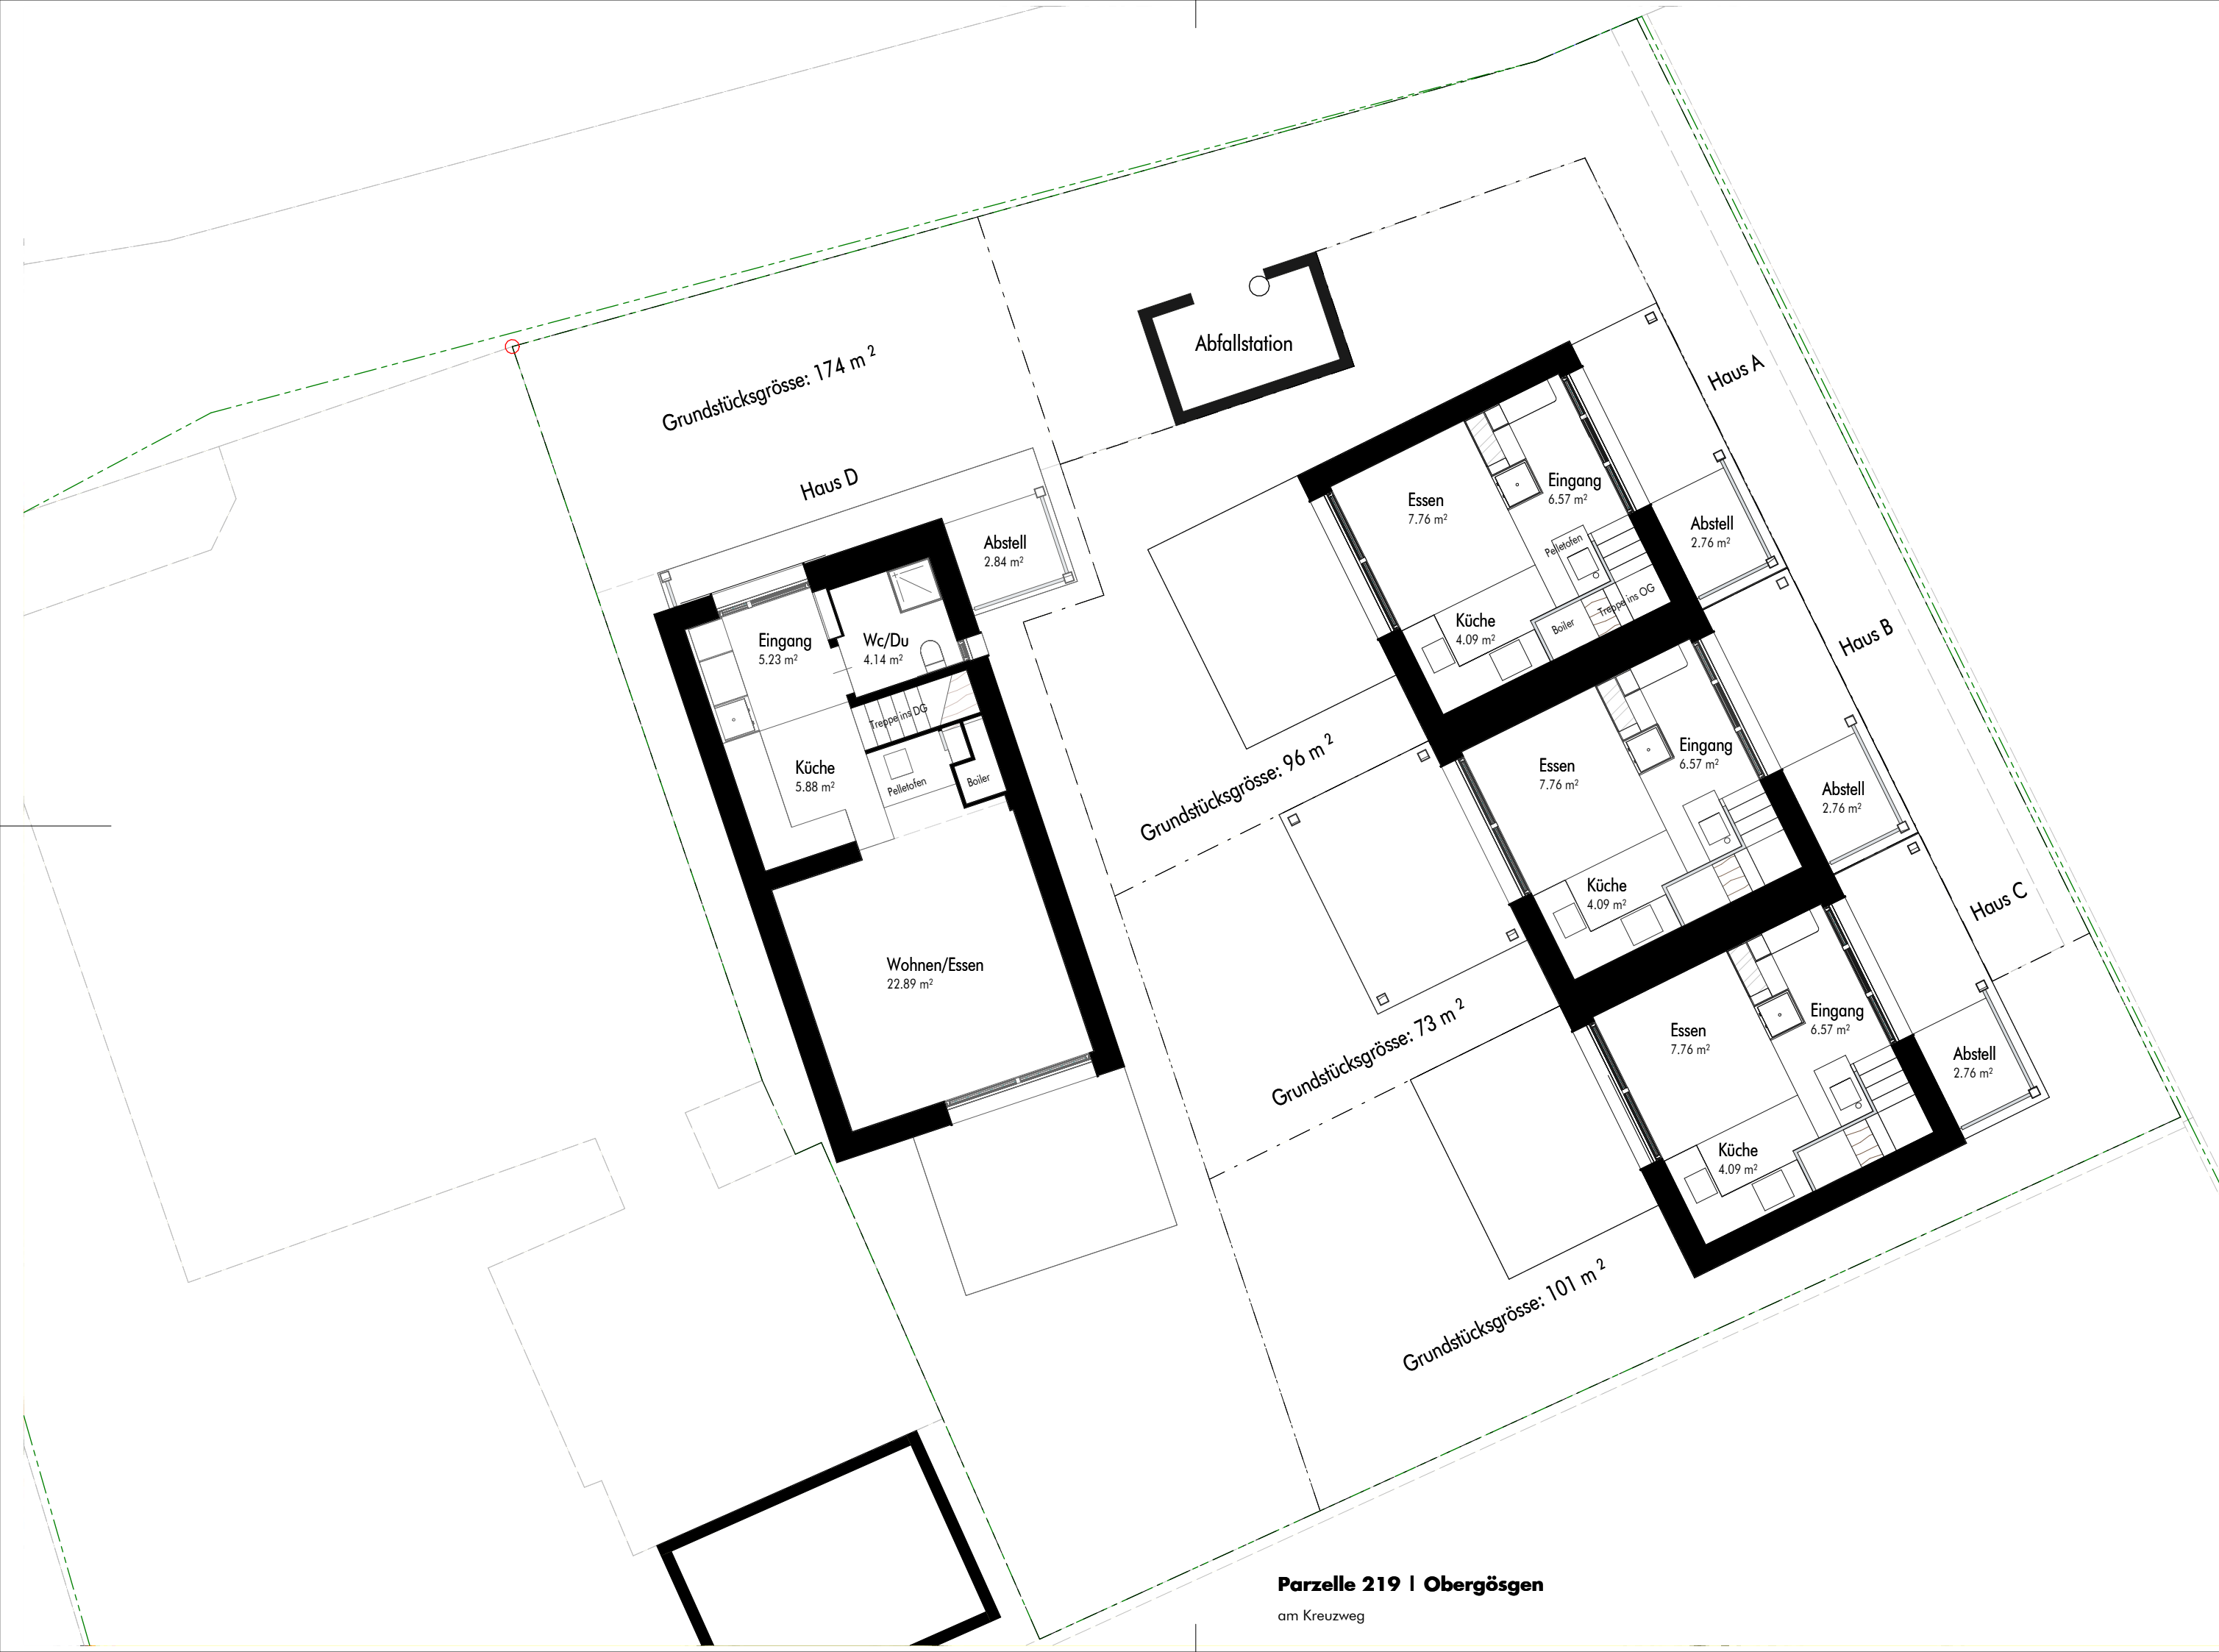 Grundstücksgrösse: 174 m²
Haus D
Abstell
2.84 m²
Eingang
5.23 m²
Wc/Du
4.14 m²
Treppe ins DG
Küche
5.88 m²
Pelletofen
Boiler
Wohnen/Essen
22.89 m²
Abfallstation
Haus A
Essen
7.76 m²
Eingang
6.57 m²
Abstell
2.76 m²
Pelletofen
Treppe ins OG
Boiler
Küche
4.09 m²
Grundstücksgrösse: 96 m²
Haus B
Essen
7.76 m²
Eingang
6.57 m²
Abstell
2.76 m²
Küche
4.09 m²
Grundstücksgrösse: 73 m²
Haus C
Essen
7.76 m²
Eingang
6.57 m²
Abstell
2.76 m²
Küche
4.09 m²
Grundstücksgrösse: 101 m²
Parzelle 219 | Obergösgen
am Kreuzweg